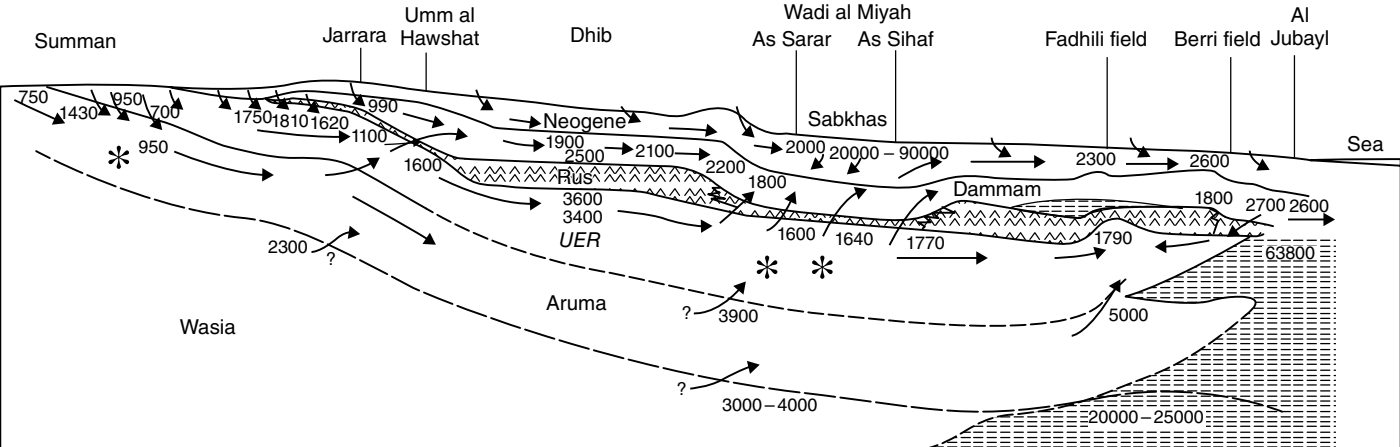 Summan
Jarrara
Umm al
Hawshat
Dhib
Wadi al Miyah
As Sarar
As Sihaf
Fadhili field
Berri field
Al
Jubayl
750
1430
950
700
950
1750
1810
1620
990
1100
1600
Neogene
1900
2500
2100
2200
Rus
3600
3400
UER
1800
Sabkhas
2000
20000 – 90000
2300
2600
Sea
Dammam
1800
2700
2600
1600
1640
1770
1790
63800
2300
?
Aruma
Wasia
?
3900
5000
?
3000 – 4000
20000 – 25000